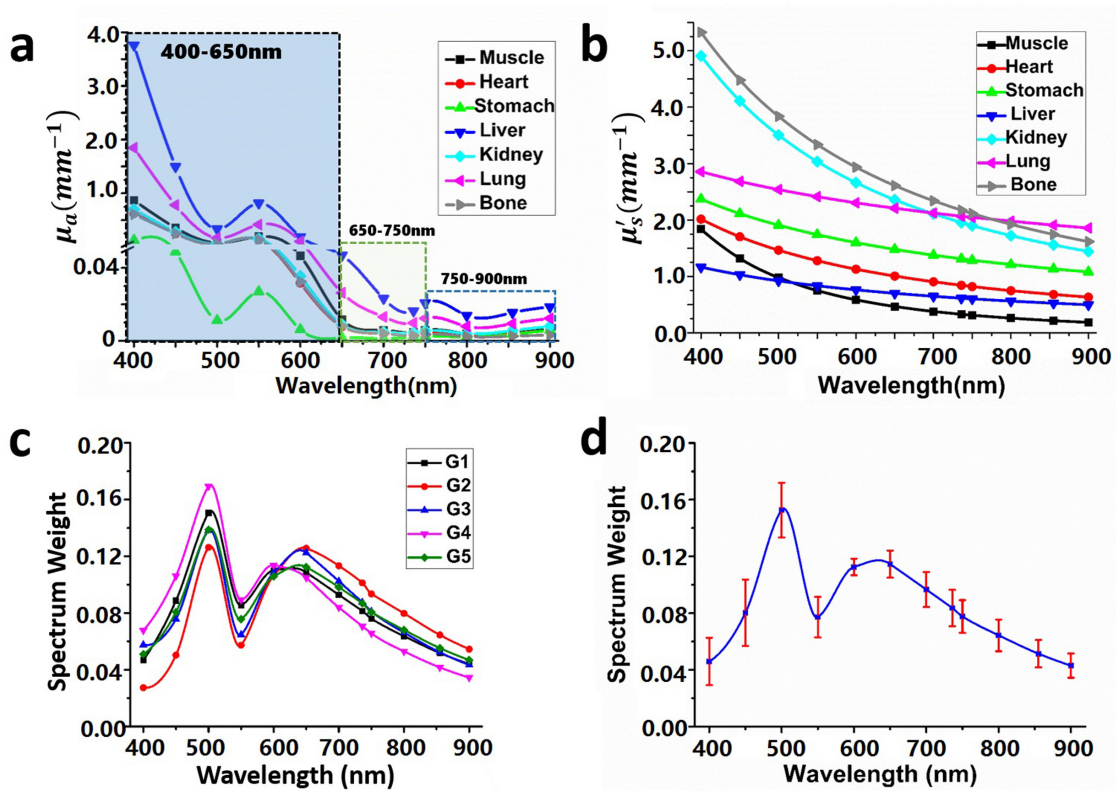 a
4.0
3.0
2.0
1.0
0.04
0
μa(mm−1)
400-650nm
650-750nm
750-900nm
Muscle
Heart
Stomach
Liver
Kidney
Lung
Bone
400 500 600 700 800 900
Wavelength(nm)
b
5.0
4.0
3.0
2.0
1.0
0.0
μ′s(mm−1)
Muscle
Heart
Stomach
Liver
Kidney
Lung
Bone
400 500 600 700 800 900
Wavelength(nm)
c
0.20
0.16
0.12
0.08
0.04
0.00
Spectrum Weight
G1
G2
G3
G4
G5
400 500 600 700 800 900
Wavelength (nm)
d
0.20
0.16
0.12
0.08
0.04
0.00
Spectrum Weight
400 500 600 700 800 900
Wavelength (nm)